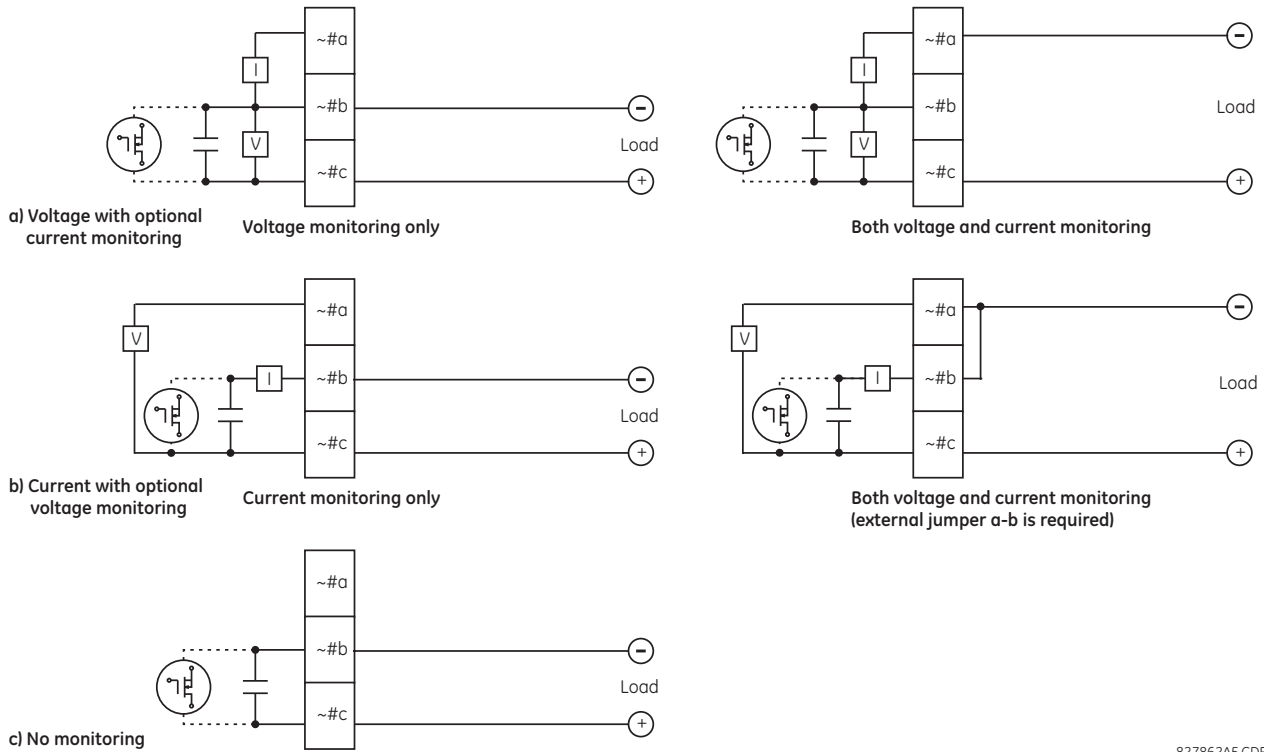 ~#a
I
~#b
−
V
Load
~#c
+
a) Voltage with optional
current monitoring
Voltage monitoring only
~#a
−
I
~#b
Load
V
~#c
+
Both voltage and current monitoring
~#a
V
I
~#b
−
Load
~#c
+
b) Current with optional
voltage monitoring
Current monitoring only
~#a
−
V
I
~#b
Load
~#c
+
Both voltage and current monitoring
(external jumper a-b is required)
~#a
~#b
−
Load
~#c
+
c) No monitoring